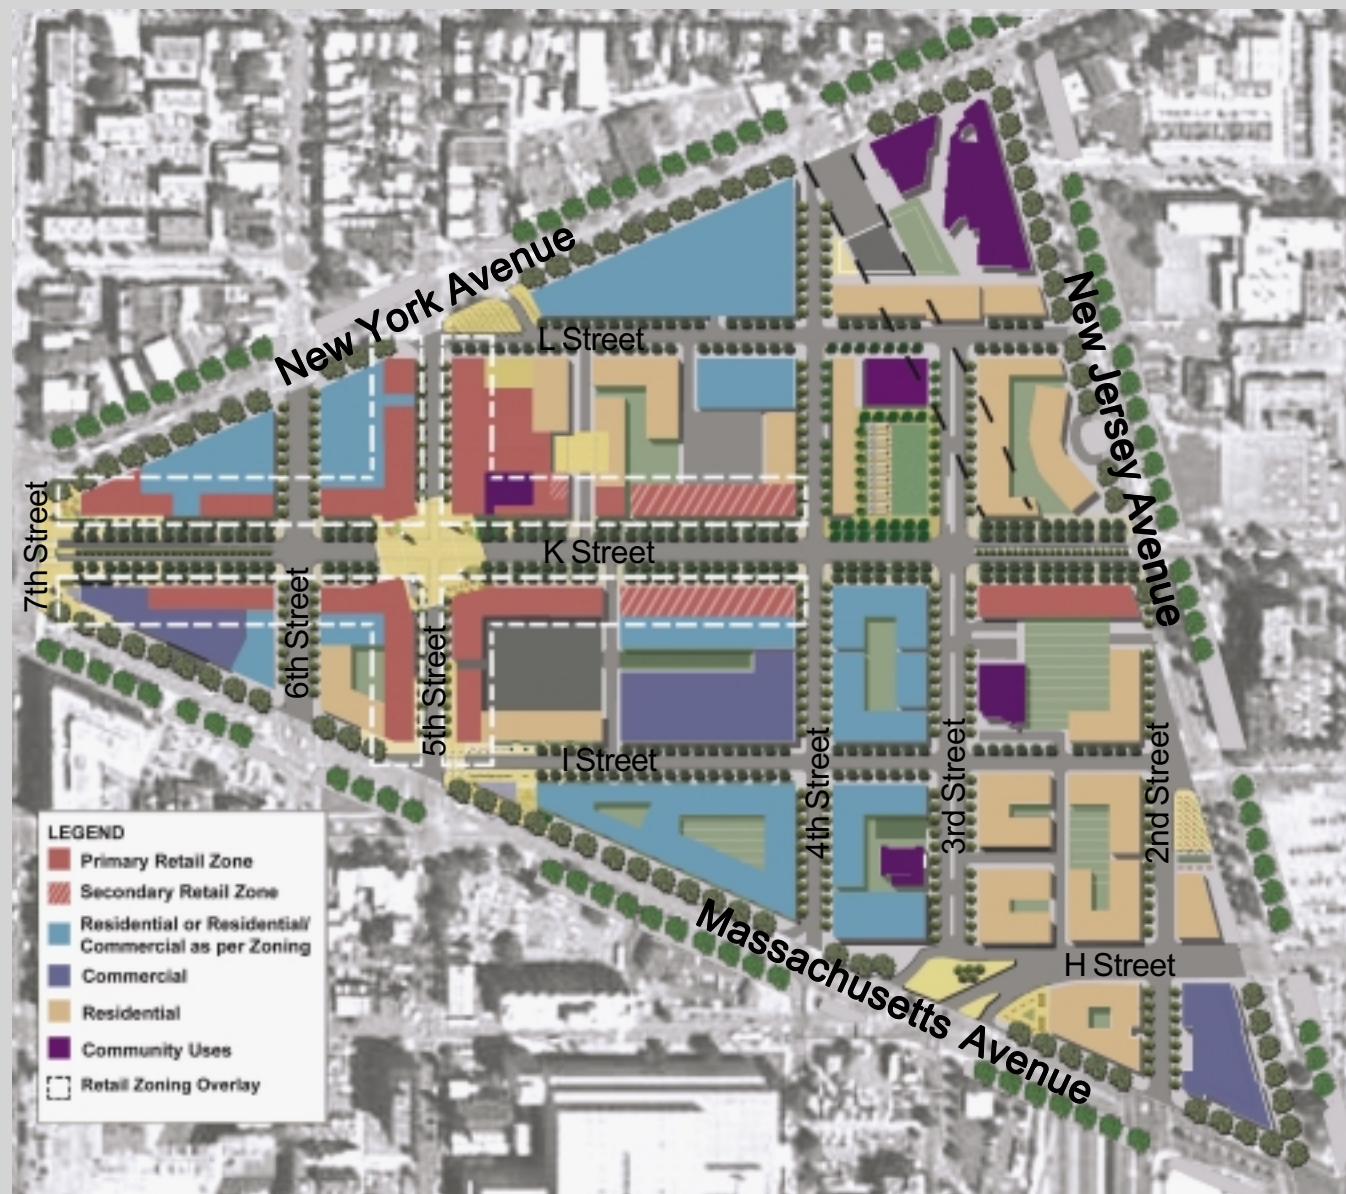 New York Avenue
L Street
New Jersey Avenue
7th Street
K Street
6th Street
5th Street
I Street
4th Street
3rd Street
2nd Street
Massachusetts Avenue
H Street
LEGEND
Primary Retail Zone
Secondary Retail Zone
Residential or Residential/
Commercial as per Zoning
Commercial
Residential
Community Uses
Retail Zoning Overlay